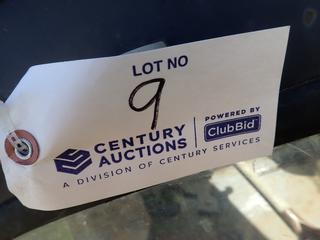 LOT NO
9
CENTURY AUCTIONS
POWERED BY
ClubBid
A DIVISION OF CENTURY SERVICES